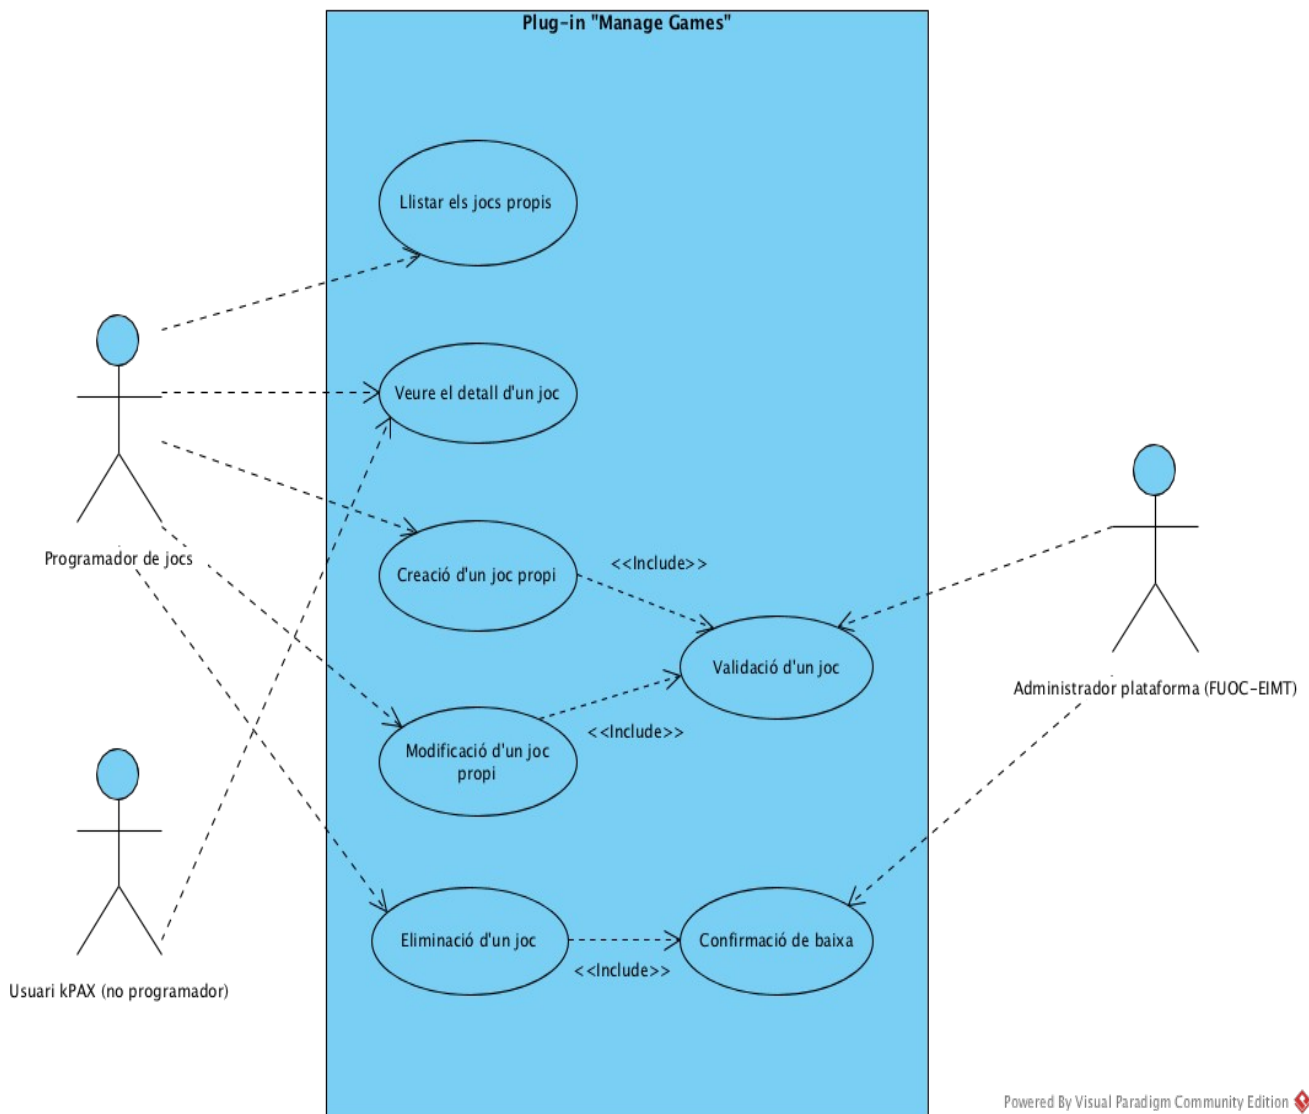 Plug-in "Manage Games"
Llistar els jocs propis
Veure el detall d'un joc
Programador de jocs
Creació d'un joc propi
<<Include>>
Validació d'un joc
Administrador plataforma (FUOC-EIMT)
<<Include>>
Modificació d'un joc
propi
Eliminació d'un joc
<<Include>>
Confirmació de baixa
Usuari kPAX (no programador)
Powered By Visual Paradigm Community Edition